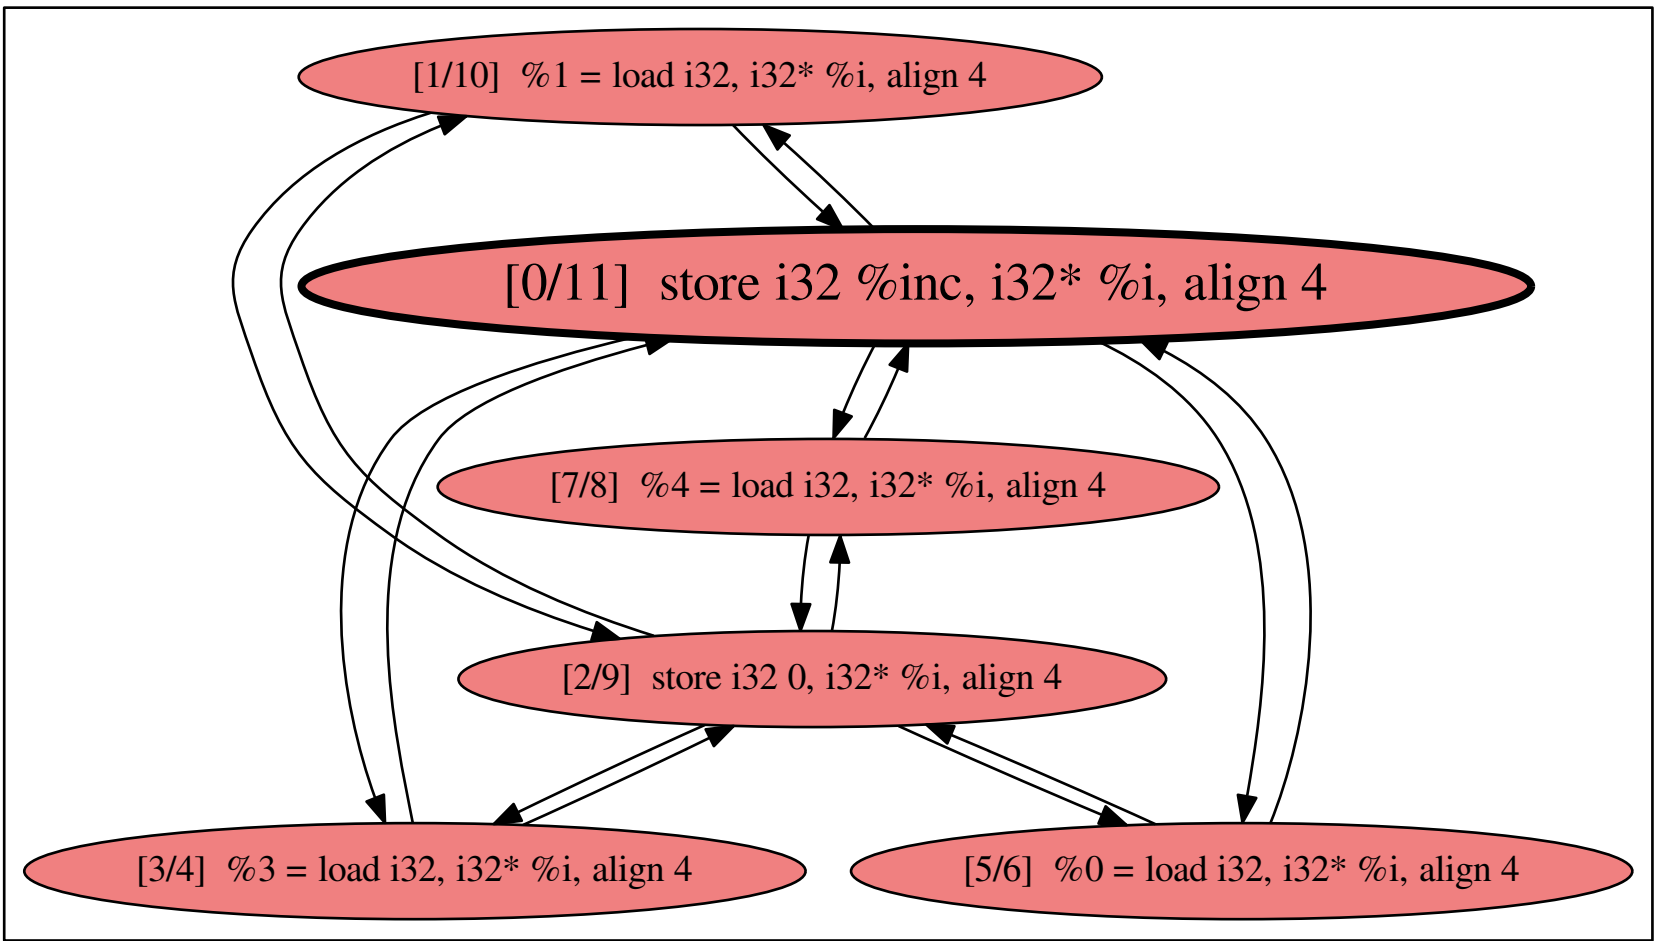 [1/10]  %1 = load i32, i32* %i, align 4
[0/11]  store i32 %inc, i32* %i, align 4
[7/8]  %4 = load i32, i32* %i, align 4
[2/9]  store i32 0, i32* %i, align 4
[3/4]  %3 = load i32, i32* %i, align 4
[5/6]  %0 = load i32, i32* %i, align 4